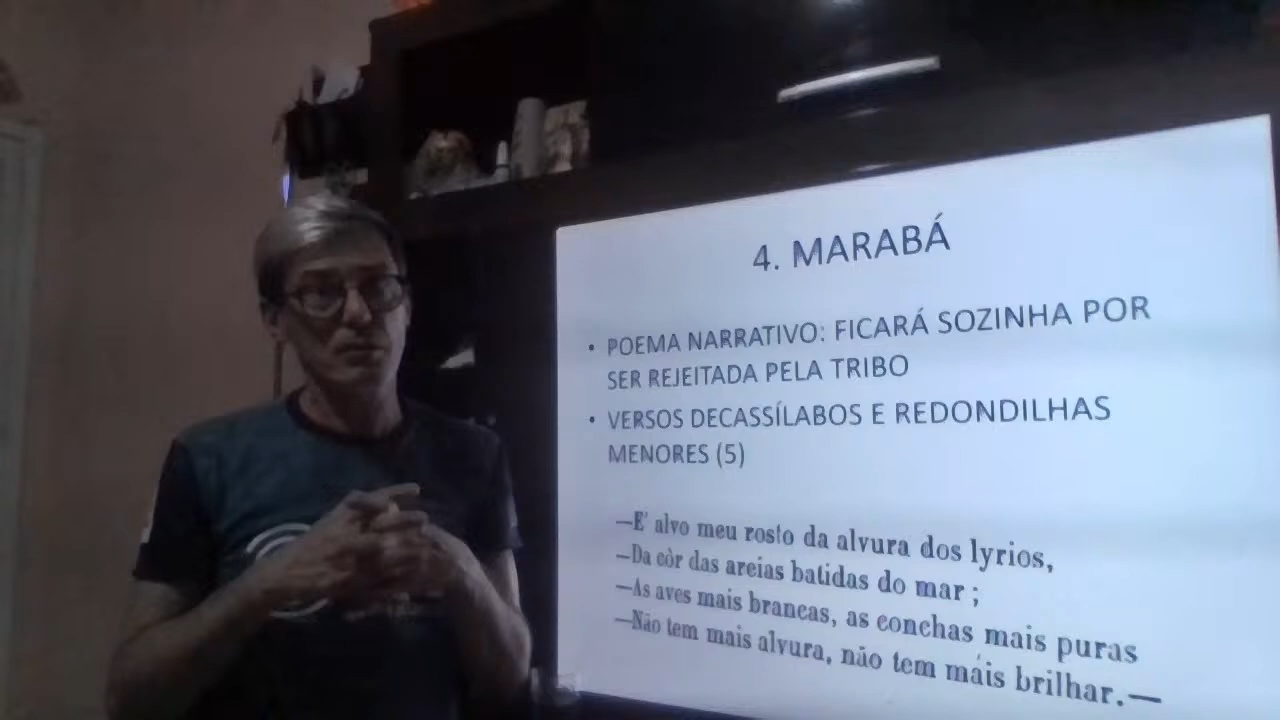 4. MARABÁ
• POEMA NARRATIVO: FICARÁ SOZINHA POR
SER REJEITADA PELA TRIBO
• VERSOS DECASSÍLABOS E REDONDILHAS
MENORES (5)
—E' alvo meu rosto da alvura dos lyrios,
—Da còr das areias batidas do mar ;
—As aves mais brancas, as conchas mais puras
—Não tem mais alvura, não tem mais brilhar.—